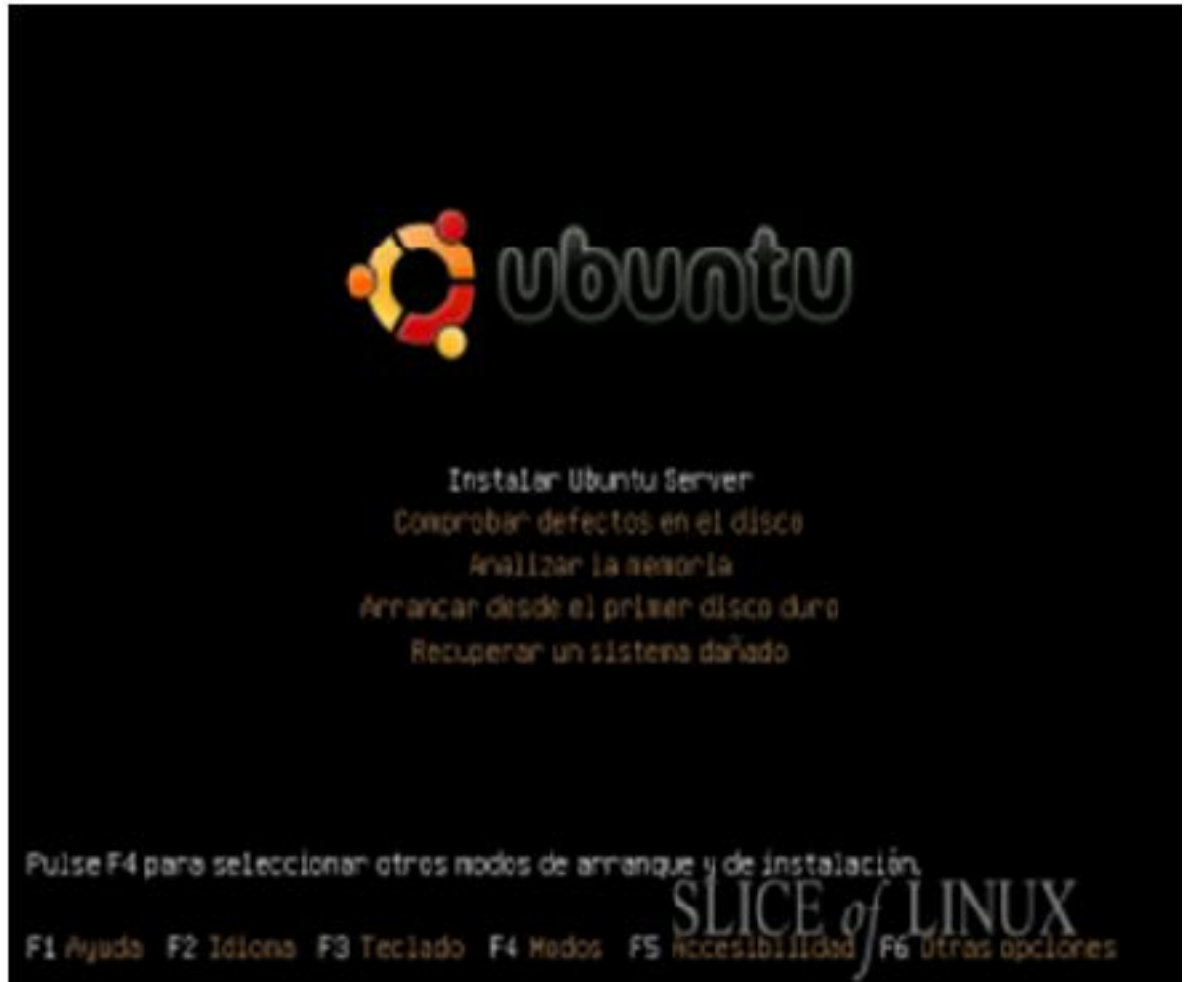 ubuntu
Instalar Ubuntu Server
Comprobar defectos en el disco
Analizar la memoria
Arrancar desde el primer disco duro
Recuperar un sistema dañado
Pulse F4 para seleccionar otros modos de arranque y de instalación.
SLICE of LINUX
F1 Ayuda F2 Idioma F3 Teclado F4 Modos F5 Accesibilidad F6 Otras opciones